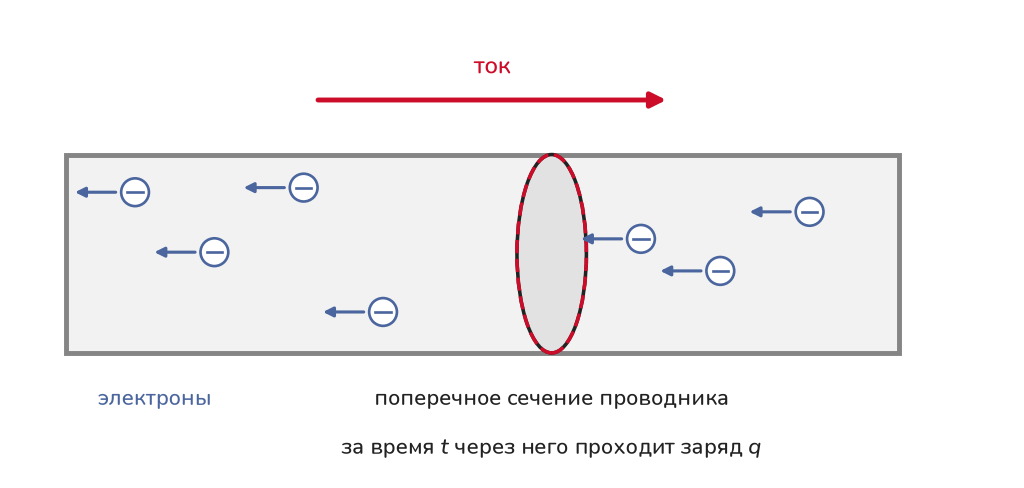 ток
электроны
поперечное сечение проводника
за время t через него проходит заряд q